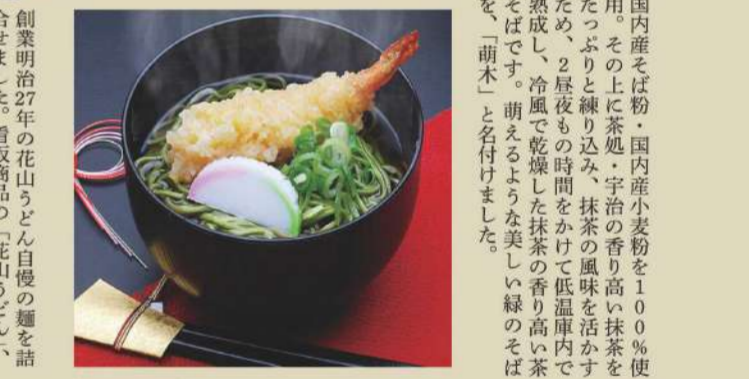 国内産そば粉・国内産小麦粉を100%使
用。その上に茶処・宇治の香り高い抹茶を
たっぷりと練り込み、抹茶の風味を活かす
ため、2昼夜もの時間をかけて低温庫内で
熟成し、冷風で乾燥した抹茶の香り高い茶
そばです。萌えるような美しい緑のそば
を、「萌木」と名付けました。
創業明治27年の花山うどん自慢の麺を詰
合せました。看板商品の「花山うどん」、